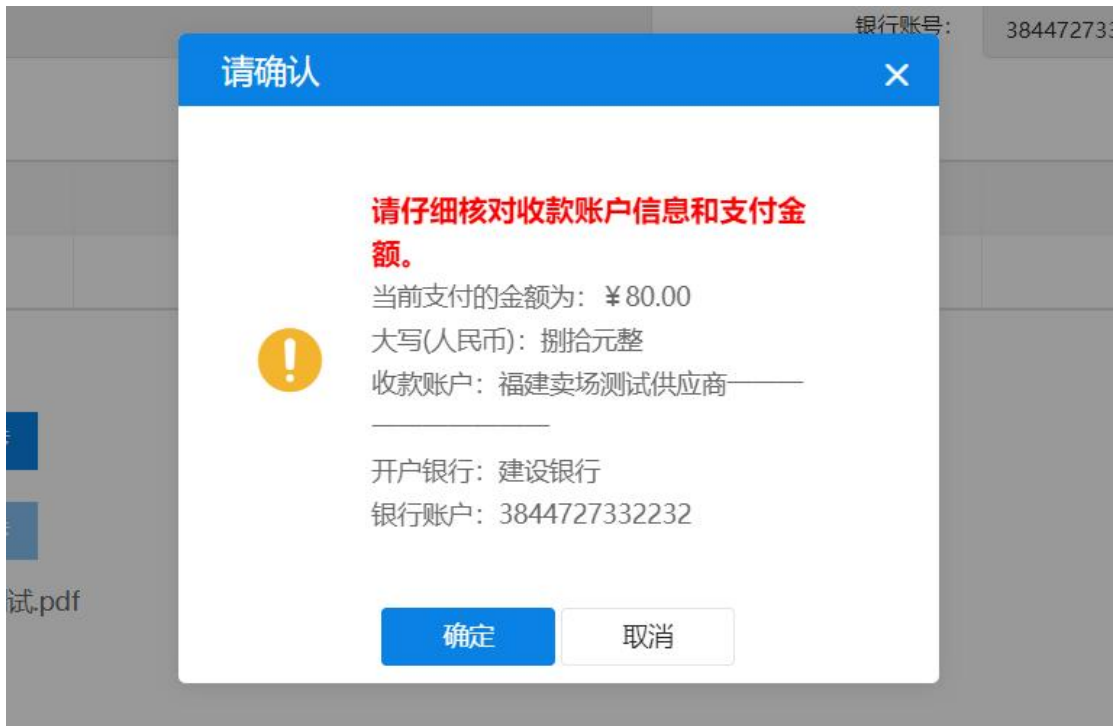 银行账号：
38447273
请确认
请仔细核对收款账户信息和支付金
额。
当前支付的金额为：￥80.00
大写(人民币)：捌拾元整
收款账户：福建卖场测试供应商————
———————
开户银行：建设银行
银行账户：3844727332232
试.pdf
确定
取消